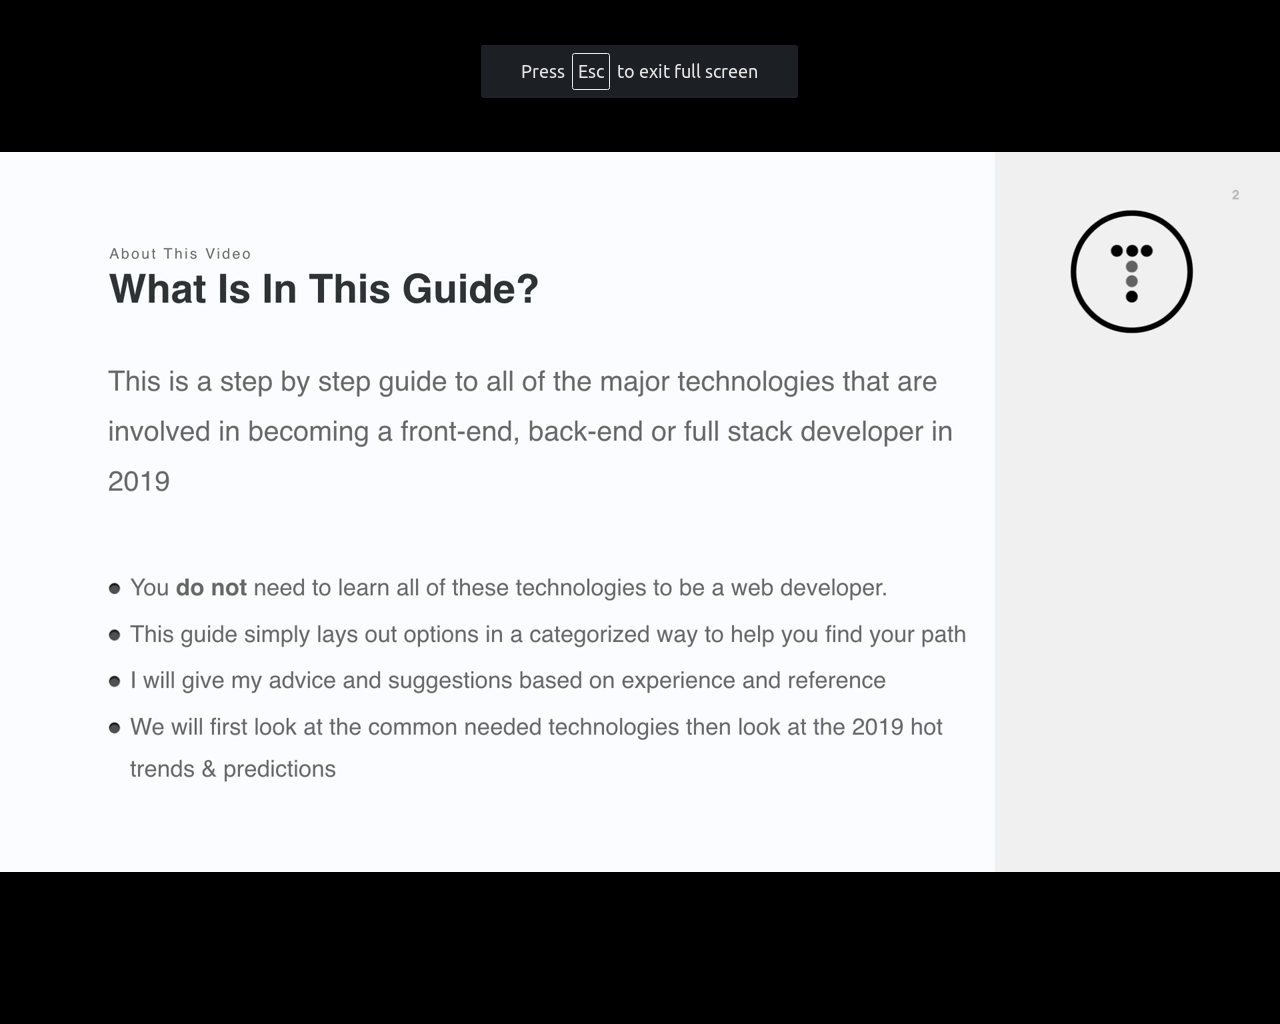 Press Esc to exit full screen
2
About This Video
What Is In This Guide?
This is a step by step guide to all of the major technologies that are
involved in becoming a front-end, back-end or full stack developer in
2019
You do not need to learn all of these technologies to be a web developer.
This guide simply lays out options in a categorized way to help you find your path
I will give my advice and suggestions based on experience and reference
We will first look at the common needed technologies then look at the 2019 hot
trends & predictions